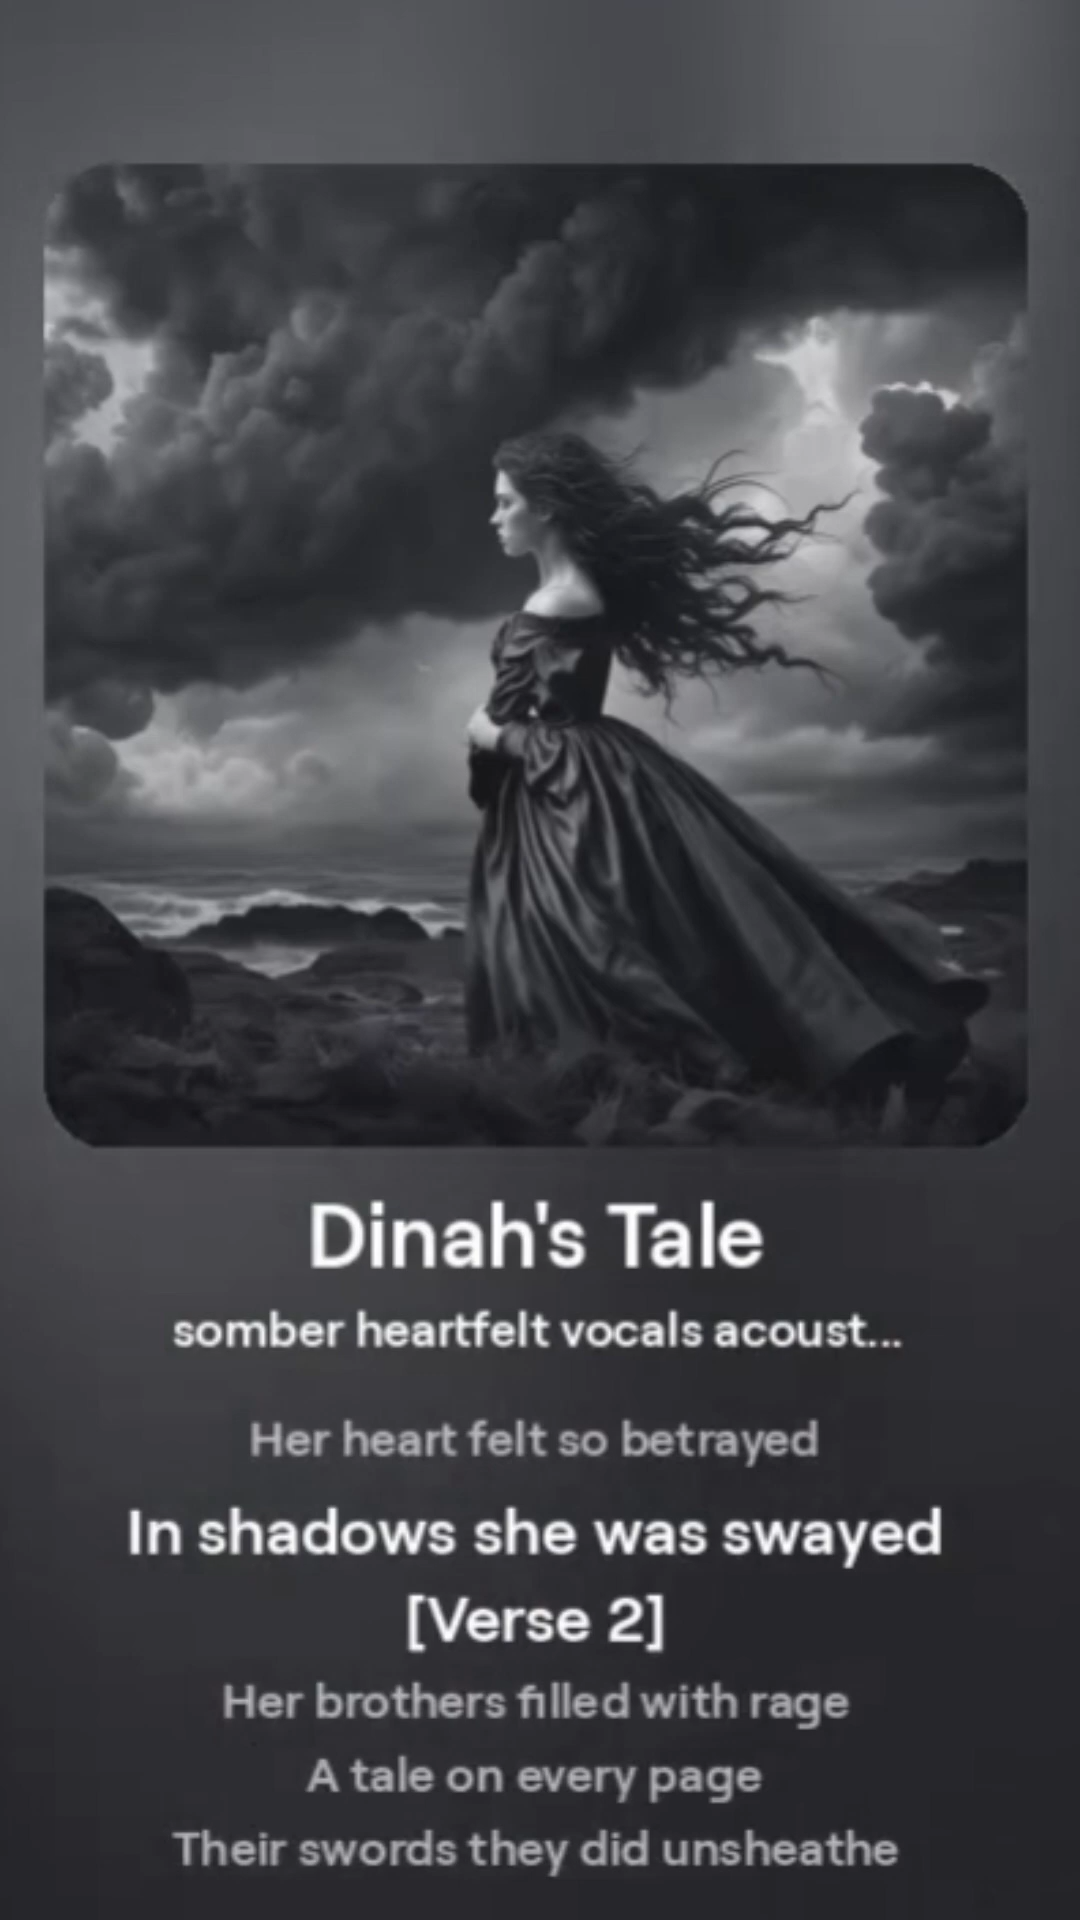 Dinah's Tale
somber heartfelt vocals acoust...
Her heart felt so betrayed
In shadows she was swayed
[Verse 2]
Her brothers filled with rage
A tale on every page
Their swords they did unsheathe